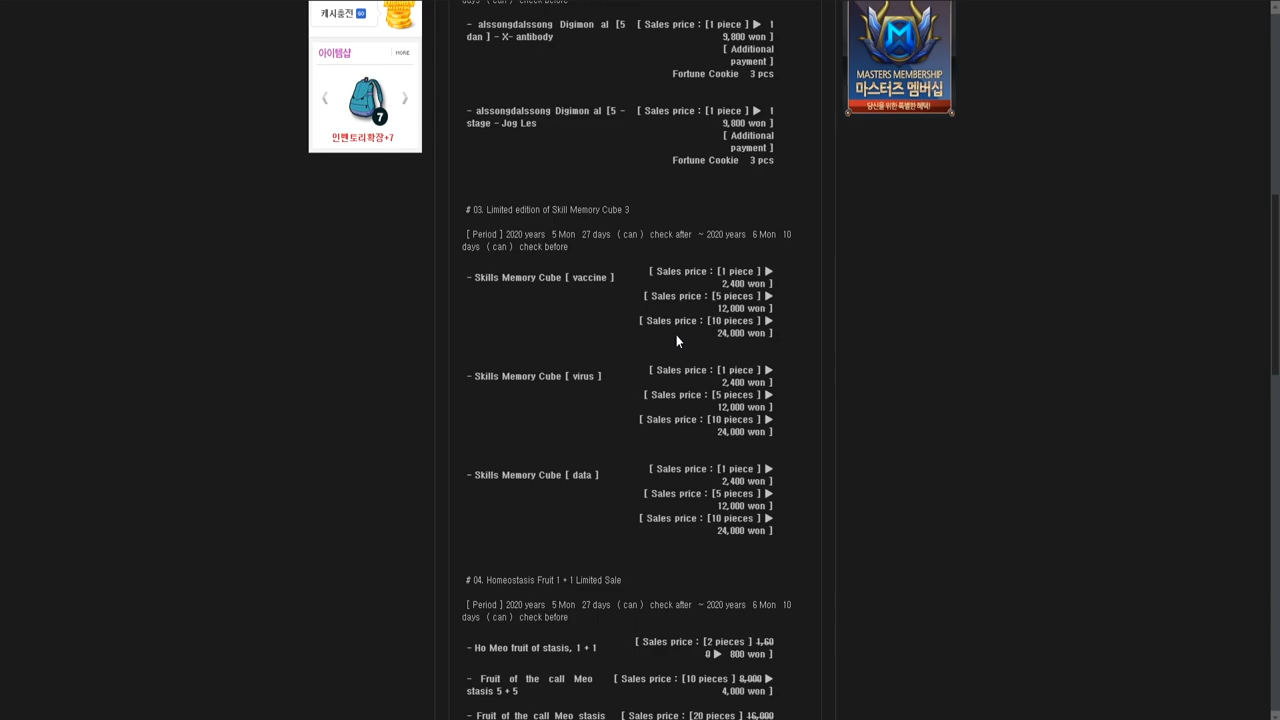 캐시충전 60
아이템샵 MORE
7
인벤토리확장+7
MASTERS MEMBERSHIP
마스터즈 멤버십
당신을 위한 특별한 혜택!
- alssongdalssong Digimon al [5 [ Sales price : [1 piece ] ▶ 1
dan ] - X- antibody 9,800 won ]
[ Additional
payment ]
Fortune Cookie 3 pcs
- alssongdalssong Digimon al [5 - [ Sales price : [1 piece ] ▶ 1
stage - Jog Les 9,800 won ]
[ Additional
payment ]
Fortune Cookie 3 pcs
# 03. Limited edition of Skill Memory Cube 3
[ Period ] 2020 years 5 Mon 27 days ( can ) check after ~ 2020 years 6 Mon 10
days ( can ) check before
- Skills Memory Cube [ vaccine ] [ Sales price : [1 piece ] ▶
2,400 won ]
[ Sales price : [5 pieces ] ▶
12,000 won ]
[ Sales price : [10 pieces ] ▶
24,000 won ]
- Skills Memory Cube [ virus ] [ Sales price : [1 piece ] ▶
2,400 won ]
[ Sales price : [5 pieces ] ▶
12,000 won ]
[ Sales price : [10 pieces ] ▶
24,000 won ]
- Skills Memory Cube [ data ] [ Sales price : [1 piece ] ▶
2,400 won ]
[ Sales price : [5 pieces ] ▶
12,000 won ]
[ Sales price : [10 pieces ] ▶
24,000 won ]
# 04. Homeostasis Fruit 1 + 1 Limited Sale
[ Period ] 2020 years 5 Mon 27 days ( can ) check after ~ 2020 years 6 Mon 10
days ( can ) check before
- Ho Meo fruit of stasis, 1 + 1 [ Sales price : [2 pieces ] 1,60
0 ▶ 800 won ]
- Fruit of the call Meo [ Sales price : [10 pieces ] 8,000 ▶
stasis 5 + 5 4,000 won ]
- Fruit of the call Meo stasis [ Sales price : [20 pieces ] 16,000